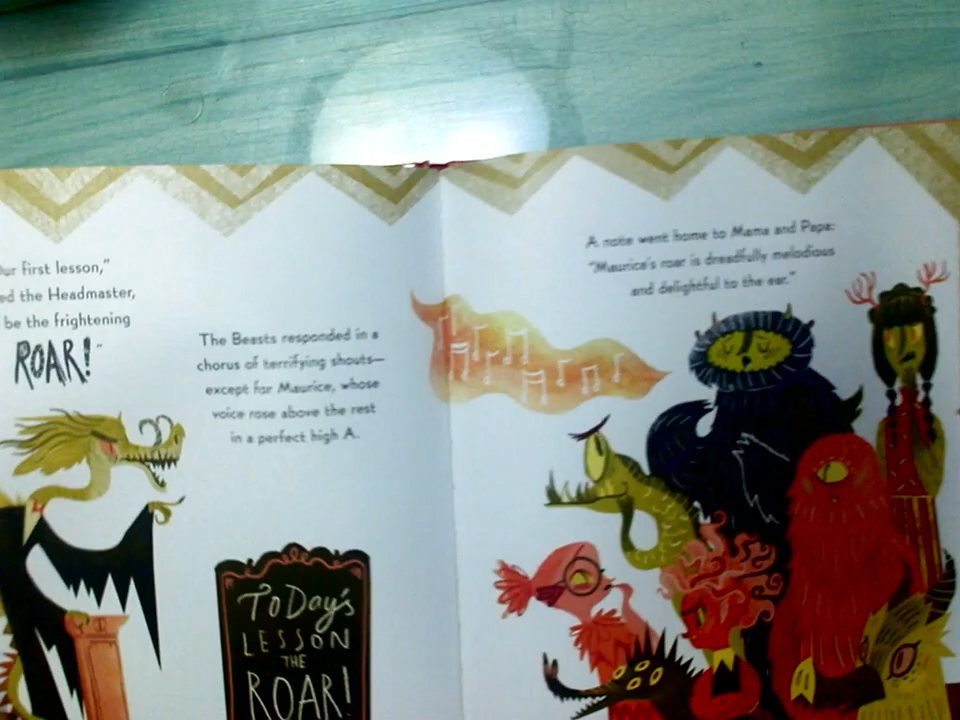 ur first lesson,"
ed the Headmaster,
be the frightening
ROAR!"
The Beasts responded in a
chorus of terrifying shouts—
except for Maurice, whose
voice rose above the rest
in a perfect high A.
TODay's
LESSON
THE
ROAR!
A note went home to Mama and Papa:
"Maurice's roar is dreadfully melodious
and delightful to the ear."